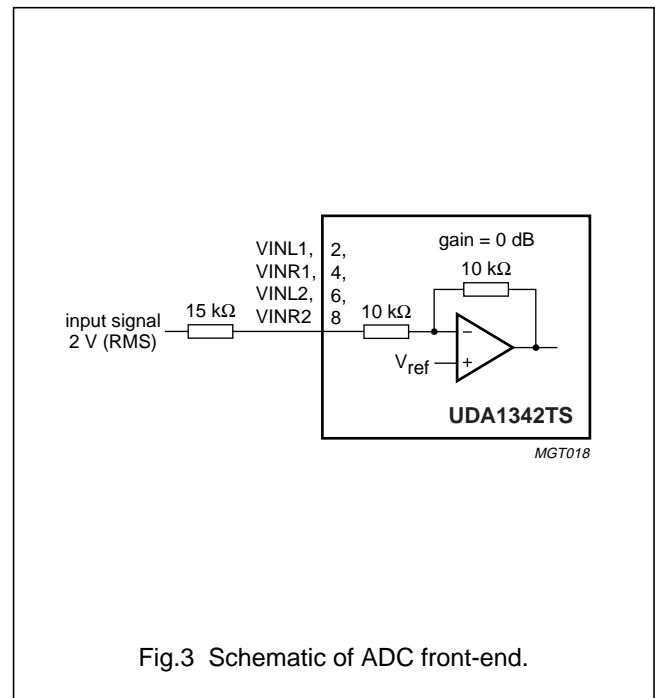 gain = 0 dB
VINL1, 2,
VINR1, 4,
VINL2, 6,
VINR2 8
10 kΩ
15 kΩ
10 kΩ
input signal
2 V (RMS)
−
Vref
+
UDA1342TS
MGT018
Fig.3 Schematic of ADC front-end.